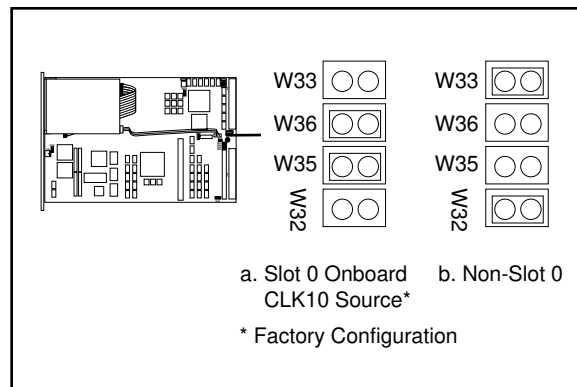 W33
W36
W35
W32
W33
W36
W35
W32
a. Slot 0 Onboard
CLK10 Source*
b. Non-Slot 0
* Factory Configuration